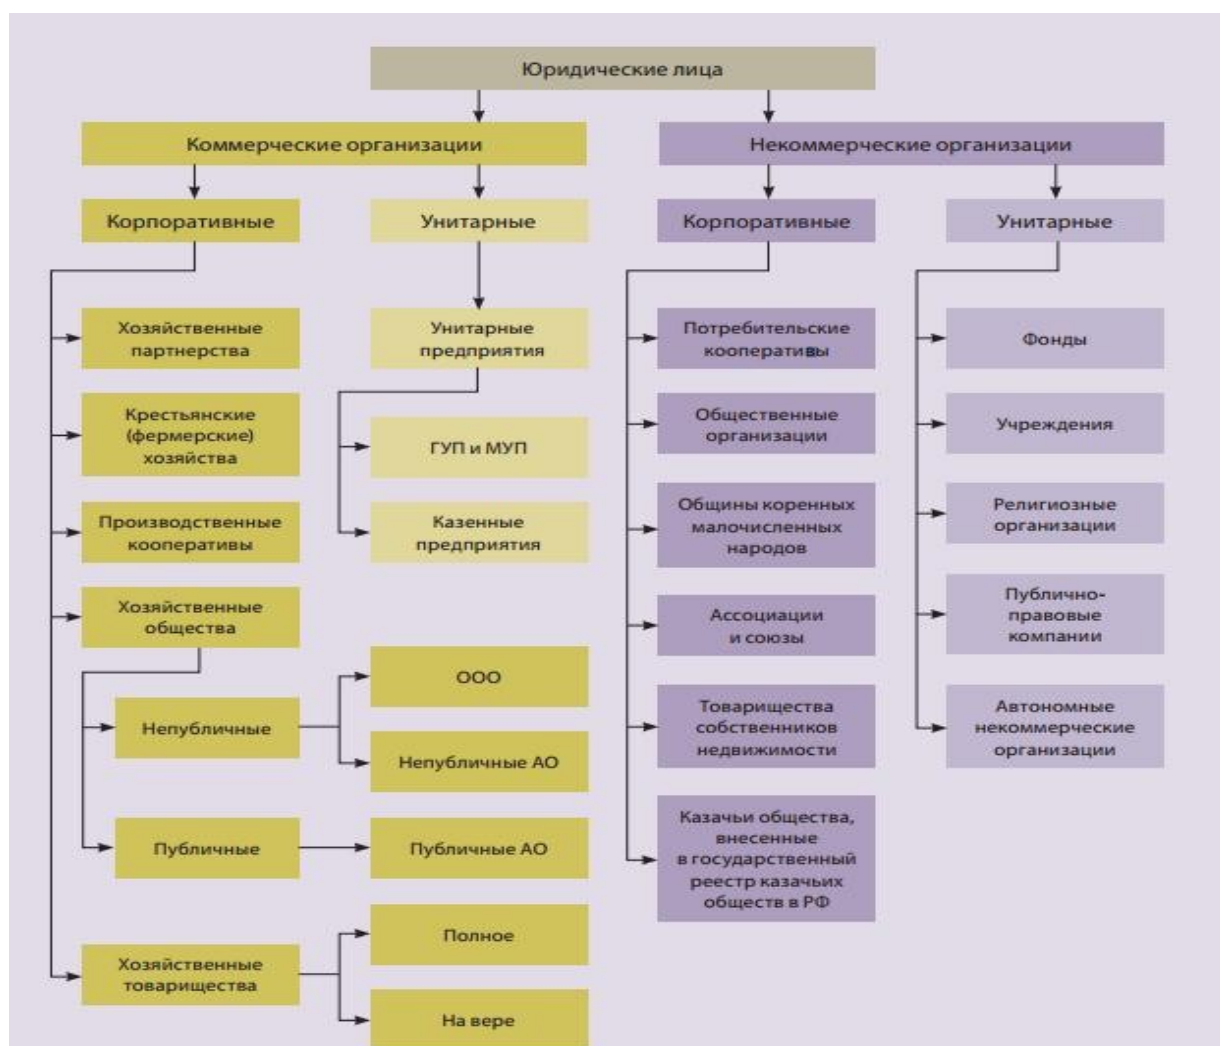 Юридические лица
Коммерческие организации
Некоммерческие организации
Корпоративные
Унитарные
Корпоративные
Унитарные
Хозяйственные
партнерства
Крестьянские
(фермерские)
хозяйства
Производственные
кооперативы
Хозяйственные
общества
Непубличные
Публичные
Хозяйственные
товарищества
Унитарные
предприятия
ГУП и МУП
Казенные
предприятия
ООО
Непубличные АО
Публичные АО
Полное
На вере
Потребительские
кооперативы
Общественные
организации
Общины коренных
малочисленных
народов
Ассоциации
и союзы
Товарищества
собственников
недвижимости
Казачьи общества,
внесенные
в государственный
реестр казачьих
обществ в РФ
Фонды
Учреждения
Религиозные
организации
Публично-
правовые
компании
Автономные
некоммерческие
организации